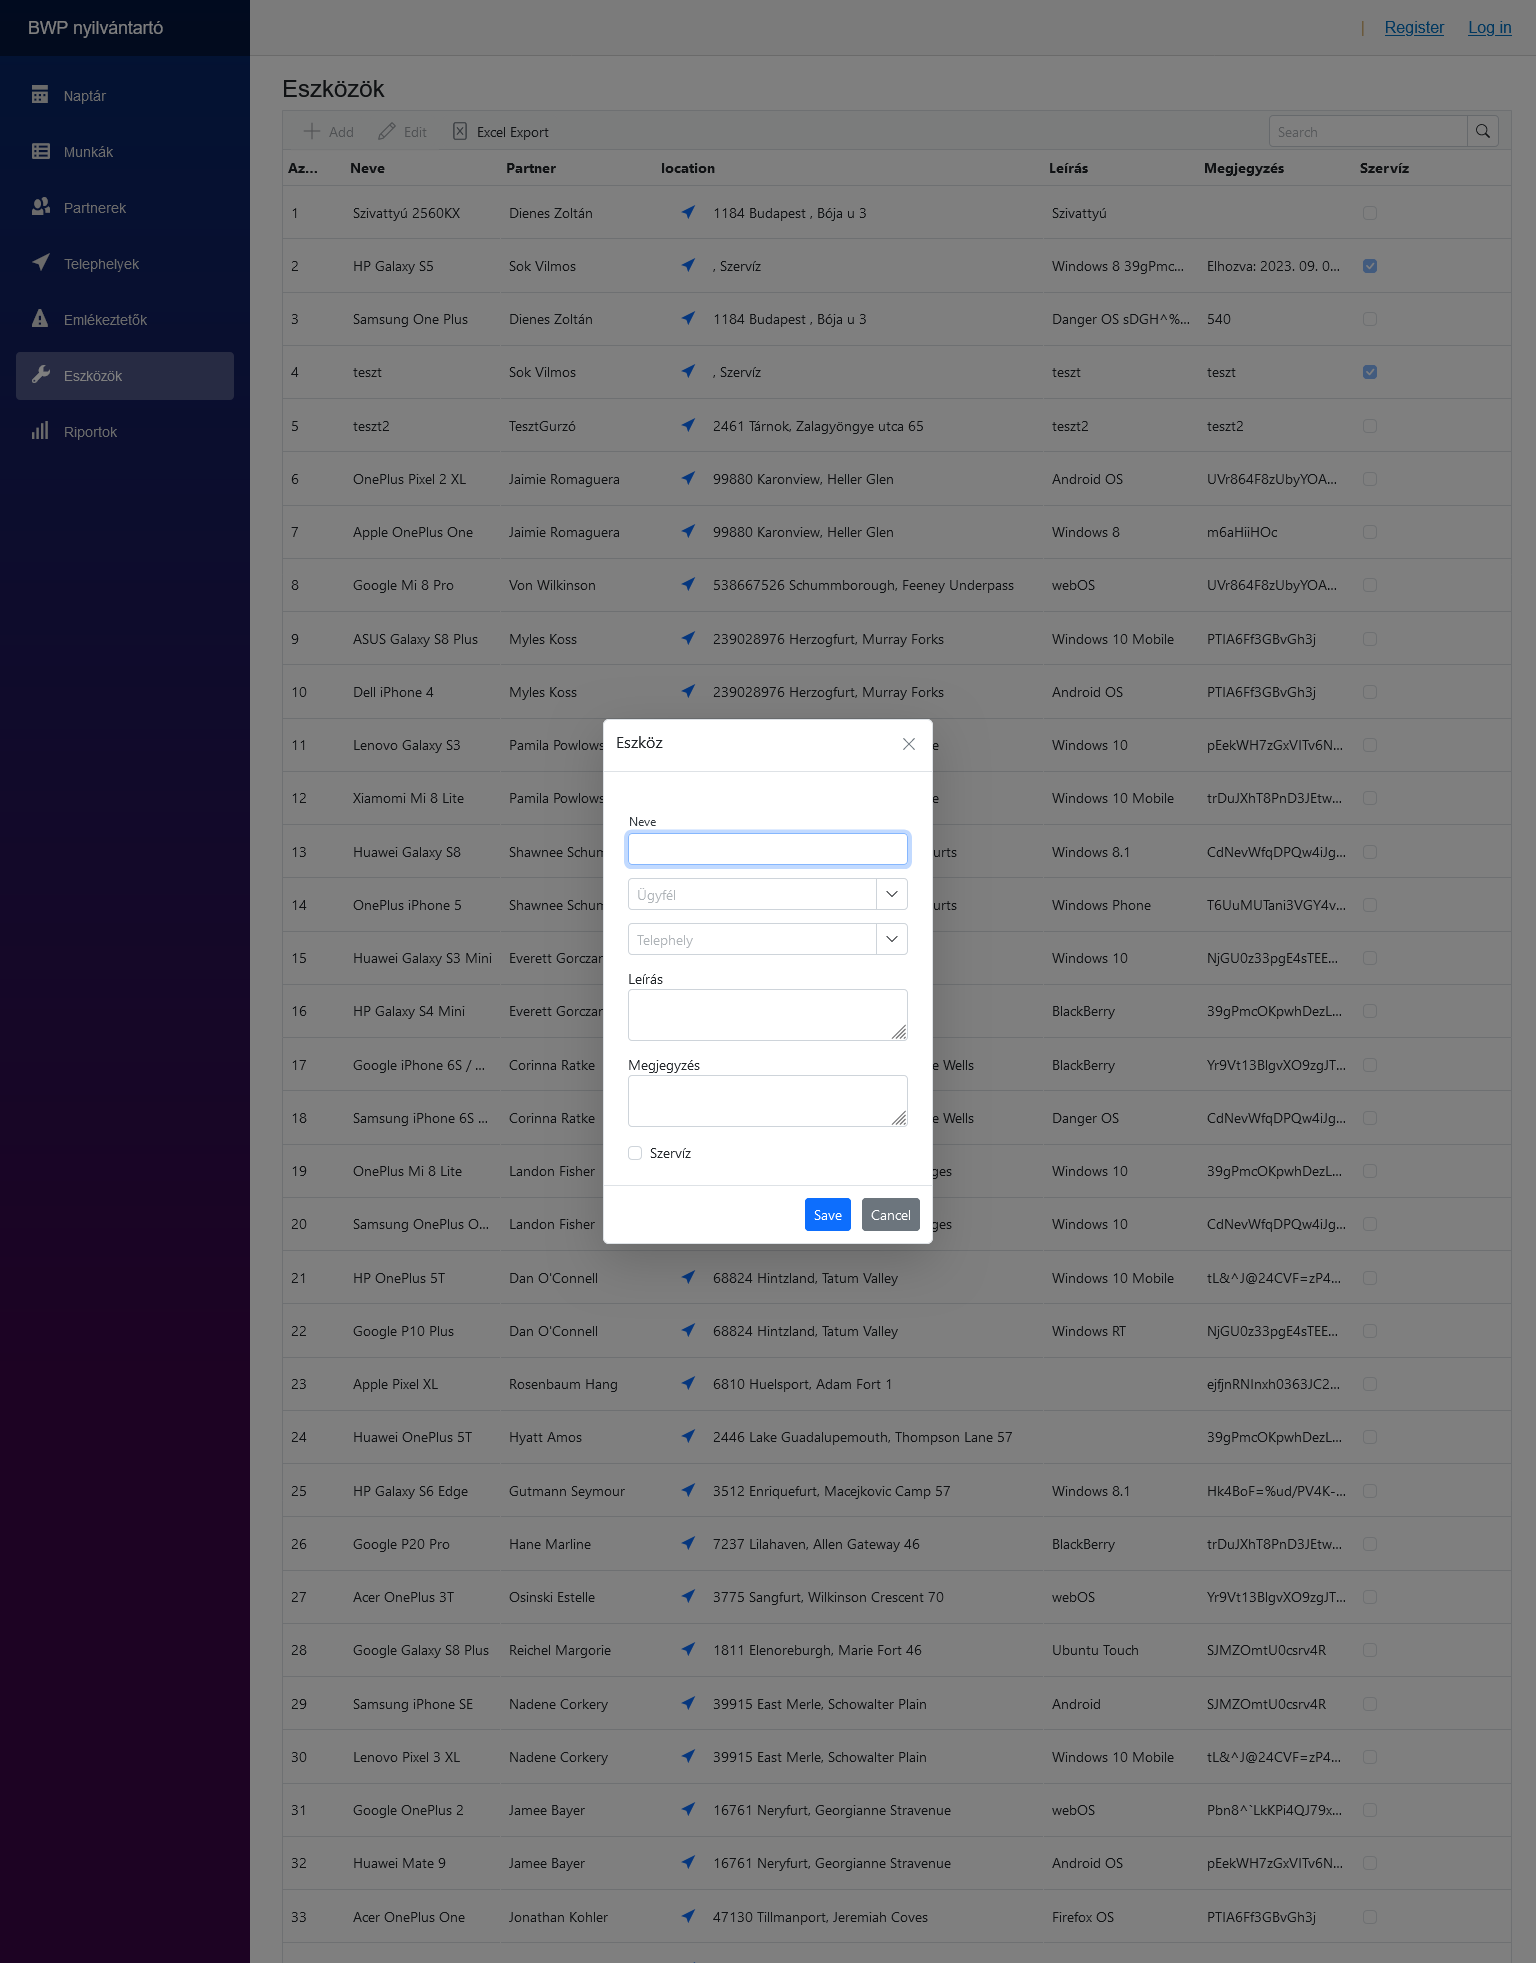 BWP nyilvántartó
| Register Log in
Naptár
Munkák
Partnerek
Telephelyek
Emlékeztetők
Eszközök
Riportok
Eszközök
Add Edit Excel Export Search
Az... Neve Partner location Leírás Megjegyzés Szervíz
1 Szivattyú 2560KX Dienes Zoltán 1184 Budapest , Bója u 3 Szivattyú
2 HP Galaxy S5 Sok Vilmos , Szervíz Windows 8 39gPmc... Elhozva: 2023. 09. 0...
3 Samsung One Plus Dienes Zoltán 1184 Budapest , Bója u 3 Danger OS sDGH^%... 540
4 teszt Sok Vilmos , Szervíz teszt teszt
5 teszt2 TesztGurzó 2461 Tárnok, Zalagyöngye utca 65 teszt2 teszt2
6 OnePlus Pixel 2 XL Jaimie Romaguera 99880 Karonview, Heller Glen Android OS UVr864F8zUbyYOA...
7 Apple OnePlus One Jaimie Romaguera 99880 Karonview, Heller Glen Windows 8 m6aHiiHOc
8 Google Mi 8 Pro Von Wilkinson 538667526 Schummborough, Feeney Underpass webOS UVr864F8zUbyYOA...
9 ASUS Galaxy S8 Plus Myles Koss 239028976 Herzogfurt, Murray Forks Windows 10 Mobile PTIA6Ff3GBvGh3j
10 Dell iPhone 4 Myles Koss 239028976 Herzogfurt, Murray Forks Android OS PTIA6Ff3GBvGh3j
11 Lenovo Galaxy S3 Pamila Powlows e Windows 10 pEekWH7zGxVITv6N...
12 Xiamomi Mi 8 Lite Pamila Powlows e Windows 10 Mobile trDuJXhT8PnD3JEtw...
13 Huawei Galaxy S8 Shawnee Schum urts Windows 8.1 CdNevWfqDPQw4iJg...
14 OnePlus iPhone 5 Shawnee Schum urts Windows Phone T6UuMUTani3VGY4v...
15 Huawei Galaxy S3 Mini Everett Gorczar Windows 10 NjGU0z33pgE4sTEE...
16 HP Galaxy S4 Mini Everett Gorczar BlackBerry 39gPmcOKpwhDezL...
17 Google iPhone 6S / ... Corinna Ratke e Wells BlackBerry Yr9Vt13BlgvXO9zgJT...
18 Samsung iPhone 6S ... Corinna Ratke e Wells Danger OS CdNevWfqDPQw4iJg...
19 OnePlus Mi 8 Lite Landon Fisher ges Windows 10 39gPmcOKpwhDezL...
20 Samsung OnePlus O... Landon Fisher ges Windows 10 CdNevWfqDPQw4iJg...
21 HP OnePlus 5T Dan O'Connell 68824 Hintzland, Tatum Valley Windows 10 Mobile tL&^J@24CVF=zP4...
22 Google P10 Plus Dan O'Connell 68824 Hintzland, Tatum Valley Windows RT NjGU0z33pgE4sTEE...
23 Apple Pixel XL Rosenbaum Hang 6810 Huelsport, Adam Fort 1 ejfjnRNInxh0363JC2...
24 Huawei OnePlus 5T Hyatt Amos 2446 Lake Guadalupemouth, Thompson Lane 57 39gPmcOKpwhDezL...
25 HP Galaxy S6 Edge Gutmann Seymour 3512 Enriquefurt, Macejkovic Camp 57 Windows 8.1 Hk4BoF=%ud/PV4K-...
26 Google P20 Pro Hane Marline 7237 Lilahaven, Allen Gateway 46 BlackBerry trDuJXhT8PnD3JEtw...
27 Acer OnePlus 3T Osinski Estelle 3775 Sangfurt, Wilkinson Crescent 70 webOS Yr9Vt13BlgvXO9zgJT...
28 Google Galaxy S8 Plus Reichel Margorie 1811 Elenoreburgh, Marie Fort 46 Ubuntu Touch SJMZOmtU0csrv4R
29 Samsung iPhone SE Nadene Corkery 39915 East Merle, Schowalter Plain Android SJMZOmtU0csrv4R
30 Lenovo Pixel 3 XL Nadene Corkery 39915 East Merle, Schowalter Plain Windows 10 Mobile tL&^J@24CVF=zP4...
31 Google OnePlus 2 Jamee Bayer 16761 Neryfurt, Georgianne Stravenue webOS Pbn8^`LkKPi4QJ79x...
32 Huawei Mate 9 Jamee Bayer 16761 Neryfurt, Georgianne Stravenue Android OS pEekWH7zGxVITv6N...
33 Acer OnePlus One Jonathan Kohler 47130 Tillmanport, Jeremiah Coves Firefox OS PTIA6Ff3GBvGh3j
Eszköz
Neve
Ügyfél
Telephely
Leírás
Megjegyzés
Szervíz
Save Cancel